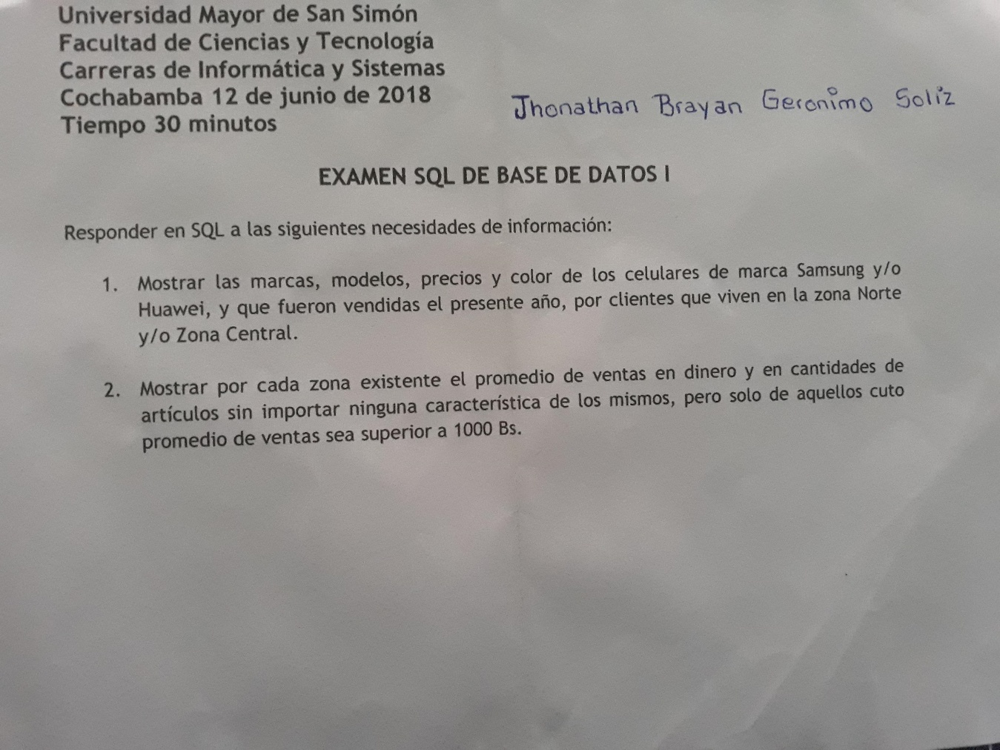 Universidad Mayor de San Simón
Facultad de Ciencias y Tecnología
Carreras de Informática y Sistemas
Cochabamba 12 de junio de 2018
Tiempo 30 minutos
Jhonathan Brayan Geronimo Soliz
EXAMEN SQL DE BASE DE DATOS I
Responder en SQL a las siguientes necesidades de información:
1. Mostrar las marcas, modelos, precios y color de los celulares de marca Samsung y/o
Huawei, y que fueron vendidas el presente año, por clientes que viven en la zona Norte
y/o Zona Central.
2. Mostrar por cada zona existente el promedio de ventas en dinero y en cantidades de
artículos sin importar ninguna característica de los mismos, pero solo de aquellos cuto
promedio de ventas sea superior a 1000 Bs.